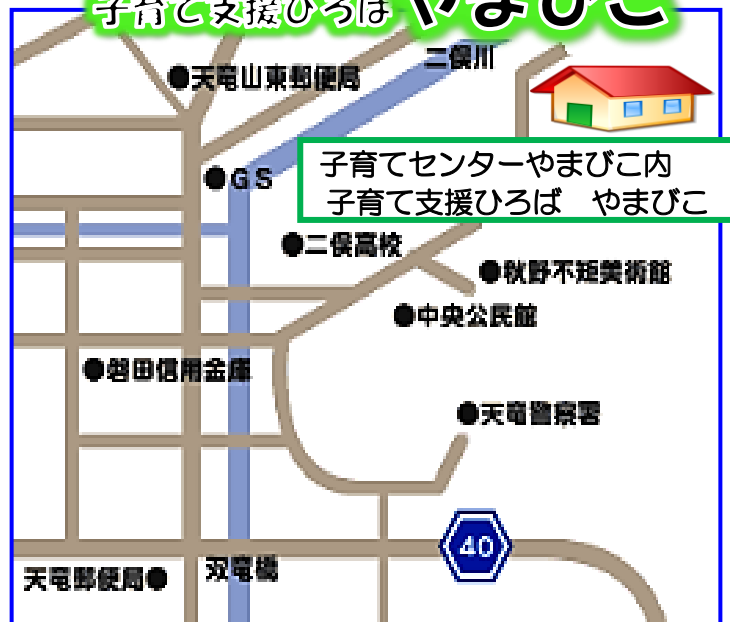 子育て支援ひろば やまびこ
二俣川
●天竜山東郵便局
●GS
子育てセンターやまびこ内
子育て支援ひろば　やまびこ
●二俣高校
●秋野不矩美術館
●中央公民館
●磐田信用金庫
●天竜警察署
40
双竜橋
天竜郵便局●